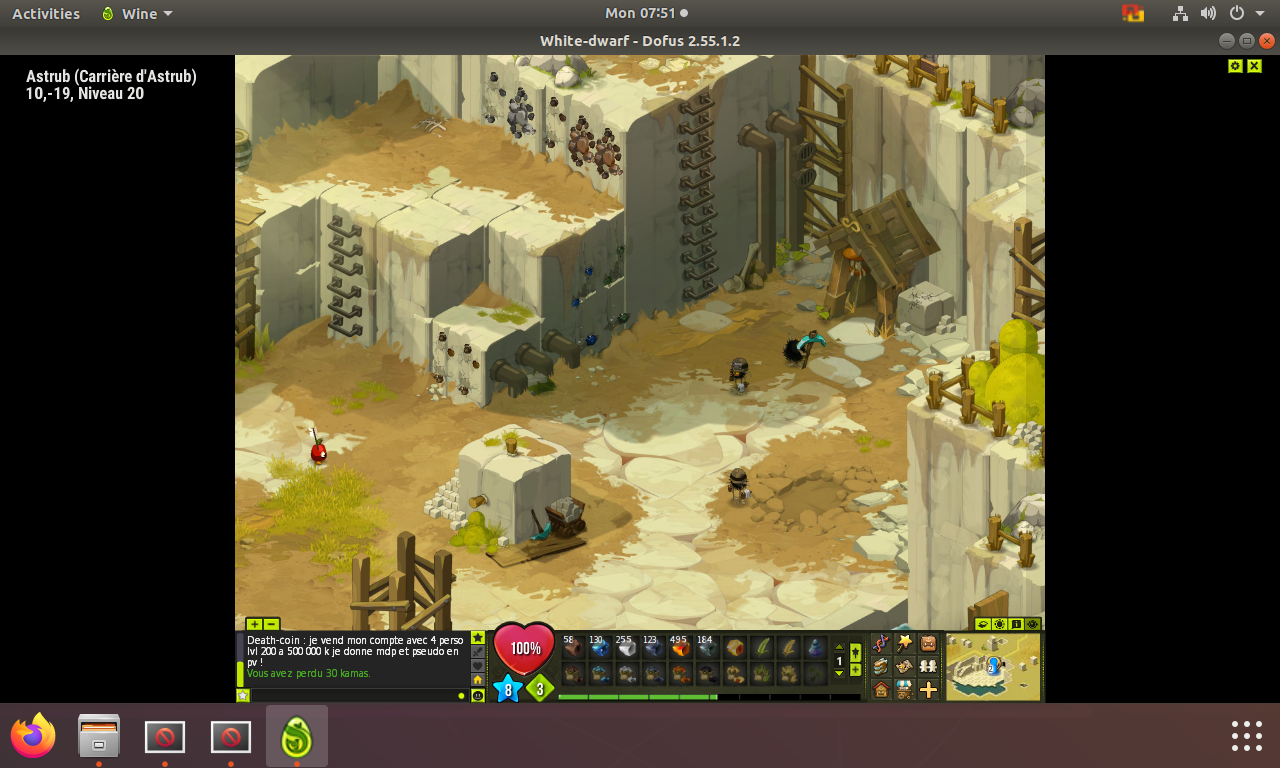 Activities
Wine
Mon 07:51
White-dwarf - Dofus 2.55.1.2
Astrub (Carrière d'Astrub)
10,-19, Niveau 20
Death-coin : je vend mon compte avec 4 perso
lvl 200 a 500 000 k je donne mdp et pseudo en
pv !
Vous avez perdu 30 kamas.
100%
8
3
58
130
255
123
495
184
1